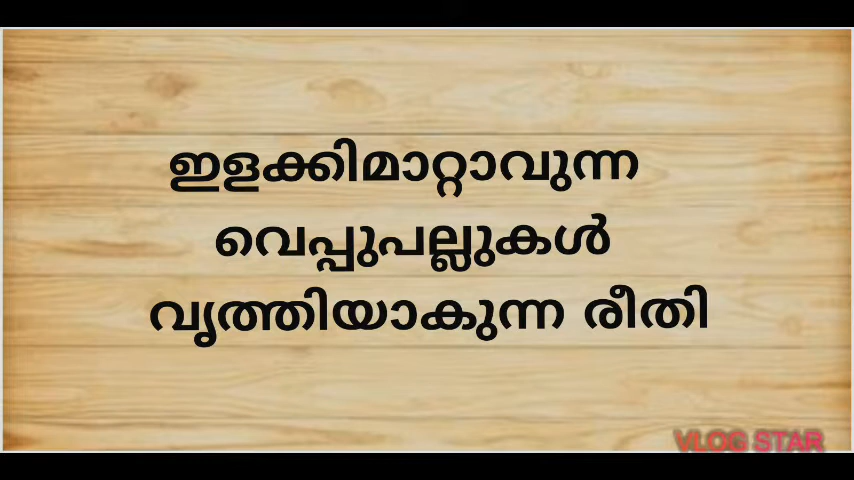 ഇളക്കിമാറ്റാവുന്ന
വെപ്പുപല്ലുകൾ
വൃത്തിയാകുന്ന രീതി
VLOG STAR